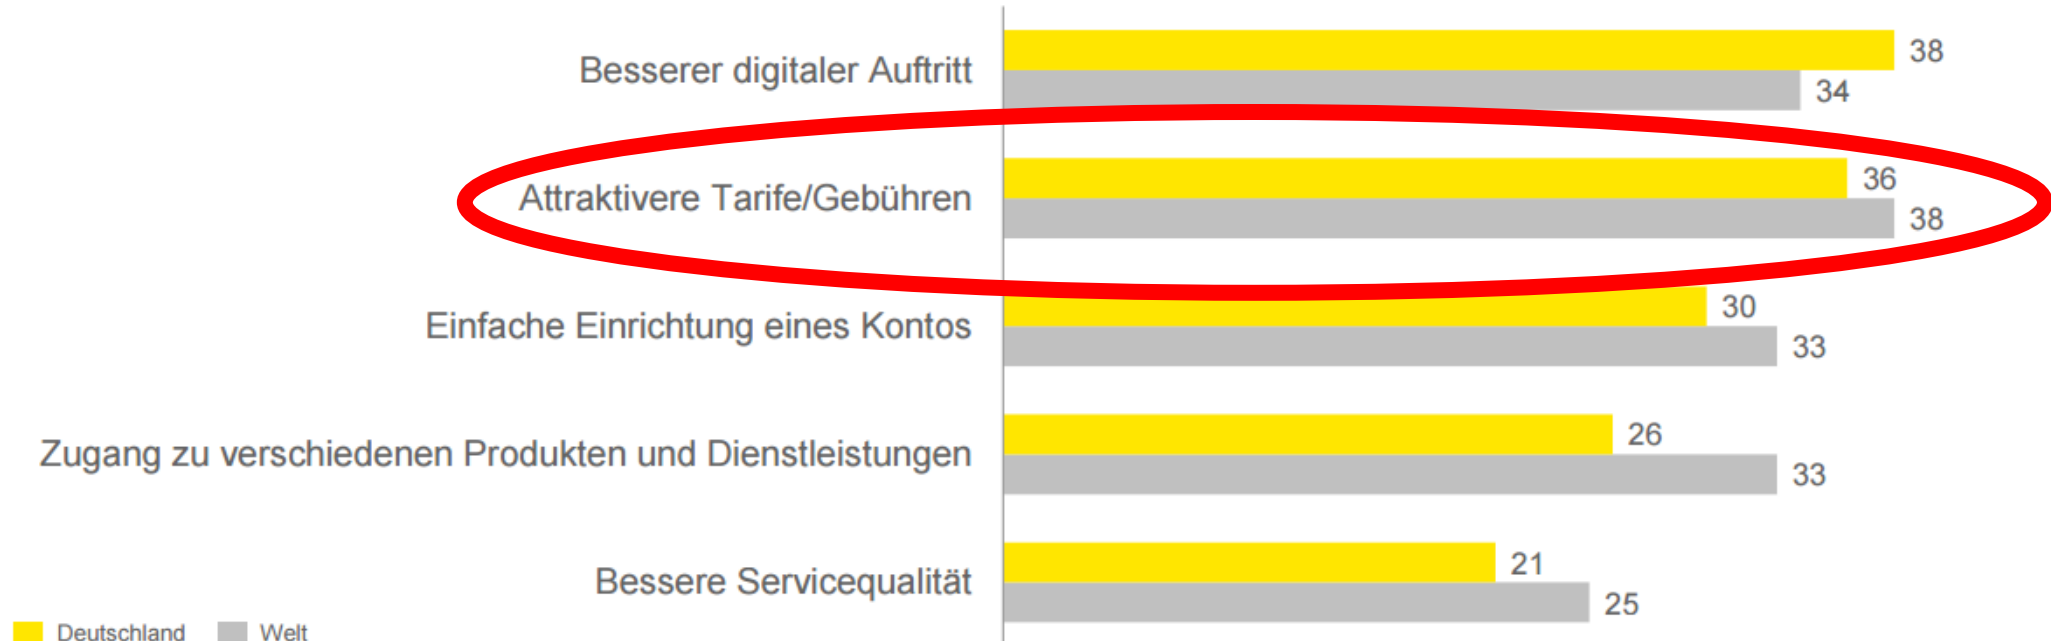 Besserer digitaler Auftritt
38
34
Attraktivere Tarife/Gebühren
36
38
Einfache Einrichtung eines Kontos
30
33
Zugang zu verschiedenen Produkten und Dienstleistungen
26
33
Bessere Servicequalität
21
25
Deutschland Welt